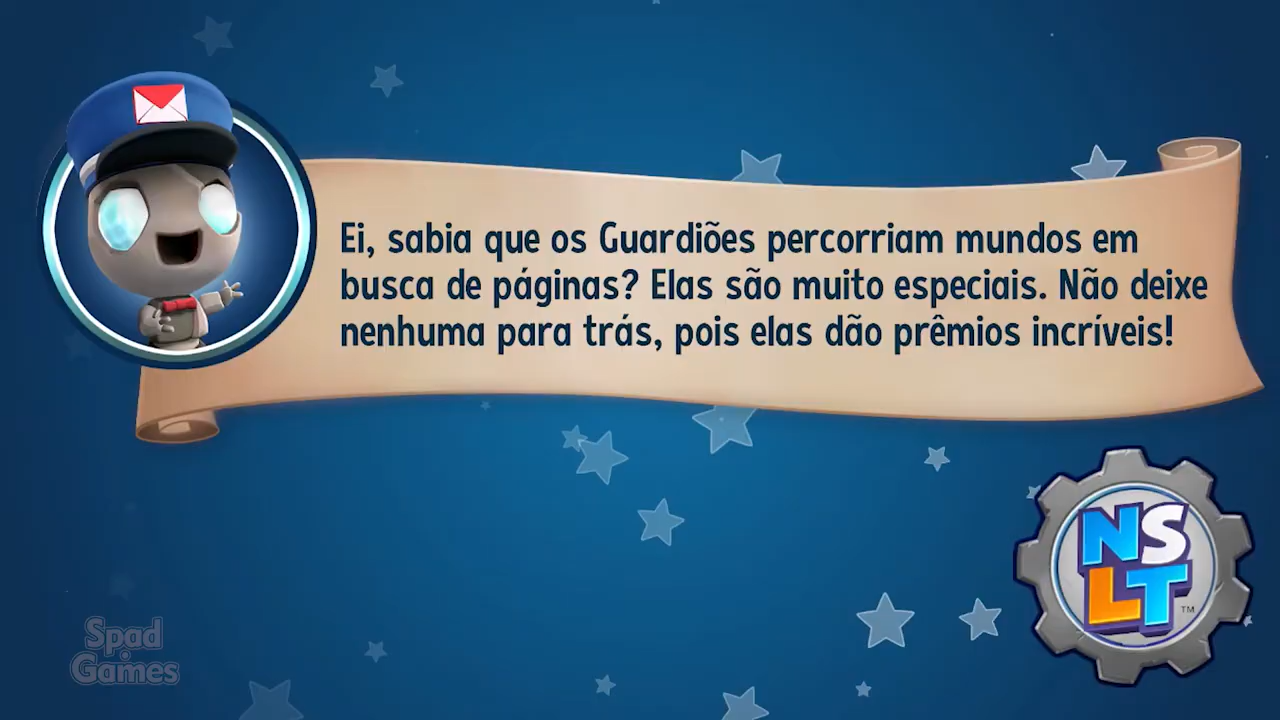 Ei, sabia que os Guardiões percorriam mundos em
busca de páginas? Elas são muito especiais. Não deixe
nenhuma para trás, pois elas dão prêmios incríveis!
NS
LT
TM
Spad
Games